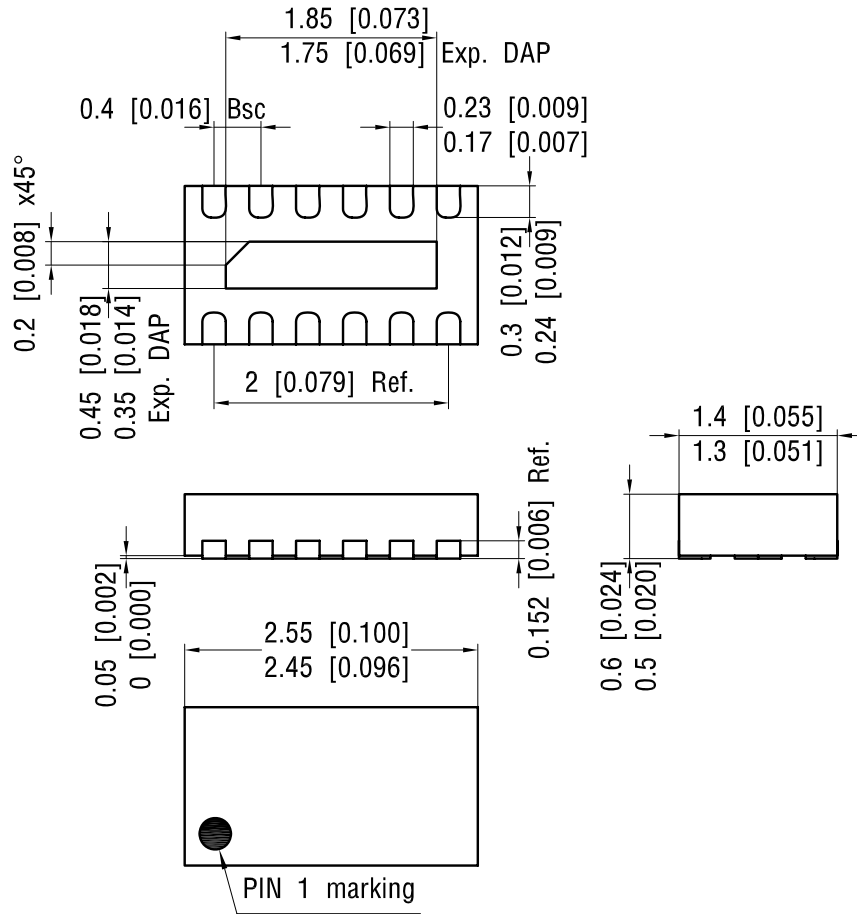 1.85 [0.073]
1.75 [0.069] Exp. DAP
0.4 [0.016] Bsc
0.23 [0.009]
0.17 [0.007]
0.2 [0.008] x45°
0.45 [0.018]
0.35 [0.014]
Exp. DAP
0.3 [0.012]
0.24 [0.009]
2 [0.079] Ref.
1.4 [0.055]
1.3 [0.051]
0.05 [0.002]
0 [0.000]
0.152 [0.006] Ref.
0.6 [0.024]
0.5 [0.020]
2.55 [0.100]
2.45 [0.096]
PIN 1 marking